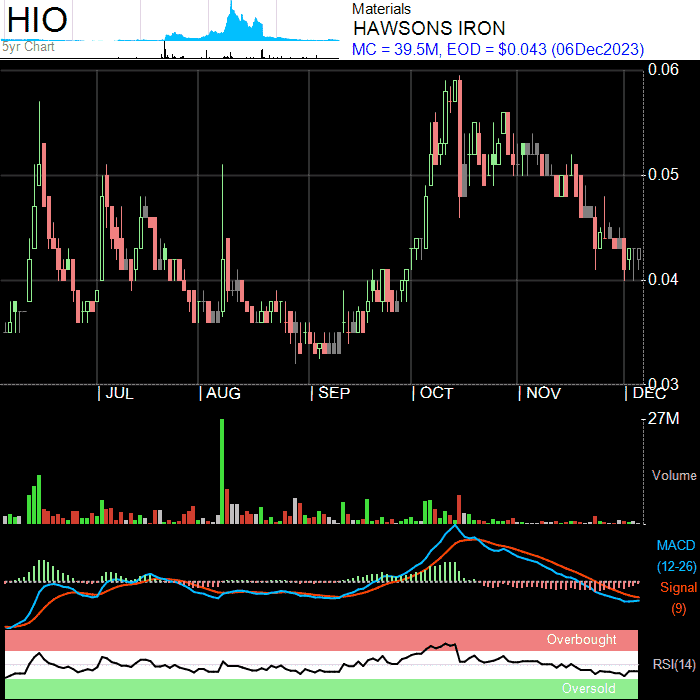 HIO
5yr Chart
Materials
HAWSONS IRON
MC = 39.5M, EOD = $0.043 (06Dec2023)
0.06
0.05
0.04
0.03
JUL AUG SEP OCT NOV DEC
27M
Volume
MACD
(12-26)
Signal
(9)
Overbought
RSI(14)
Oversold